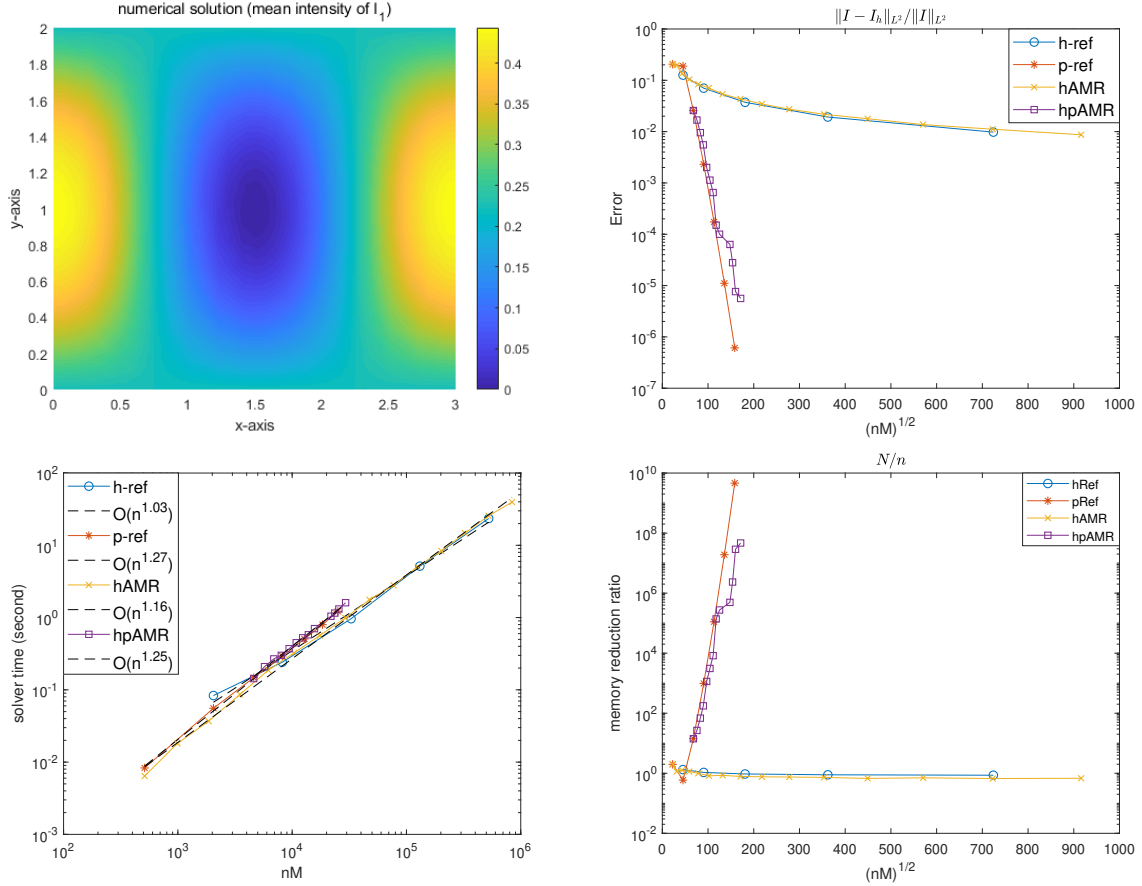 numerical solution (mean intensity of I_1)
2
1.8
1.6
1.4
1.2
1
0.8
0.6
0.4
0.2
0
y-axis
0 0.5 1 1.5 2 2.5 3
x-axis
0.4
0.35
0.3
0.25
0.2
0.15
0.1
0.05
0
‖I − I_h‖_{L²}/‖I‖_{L²}
10^0
10^-1
10^-2
10^-3
10^-4
10^-5
10^-6
10^-7
Error
h-ref
p-ref
hAMR
hpAMR
0 100 200 300 400 500 600 700 800 900 1000
(nM)^{1/2}
10^2
10^1
10^0
10^-1
10^-2
10^-3
solver time (second)
h-ref
O(n^{1.03})
p-ref
O(n^{1.27})
hAMR
O(n^{1.16})
hpAMR
O(n^{1.25})
10^2 10^3 10^4 10^5 10^6
nM
N/n
10^10
10^8
10^6
10^4
10^2
10^0
10^-2
memory reduction ratio
hRef
pRef
hAMR
hpAMR
0 100 200 300 400 500 600 700 800 900 1000
(nM)^{1/2}